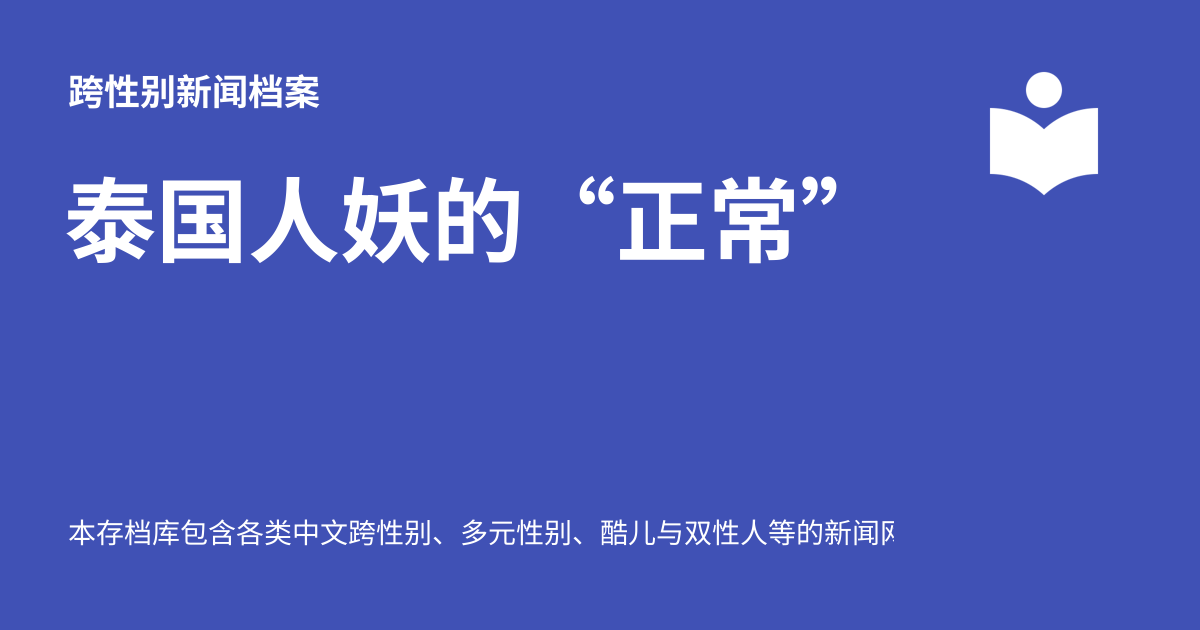 跨性别新闻档案
泰国人妖的“正常”
本存档库包含各类中文跨性别、多元性别、酷儿与双性人等的新闻